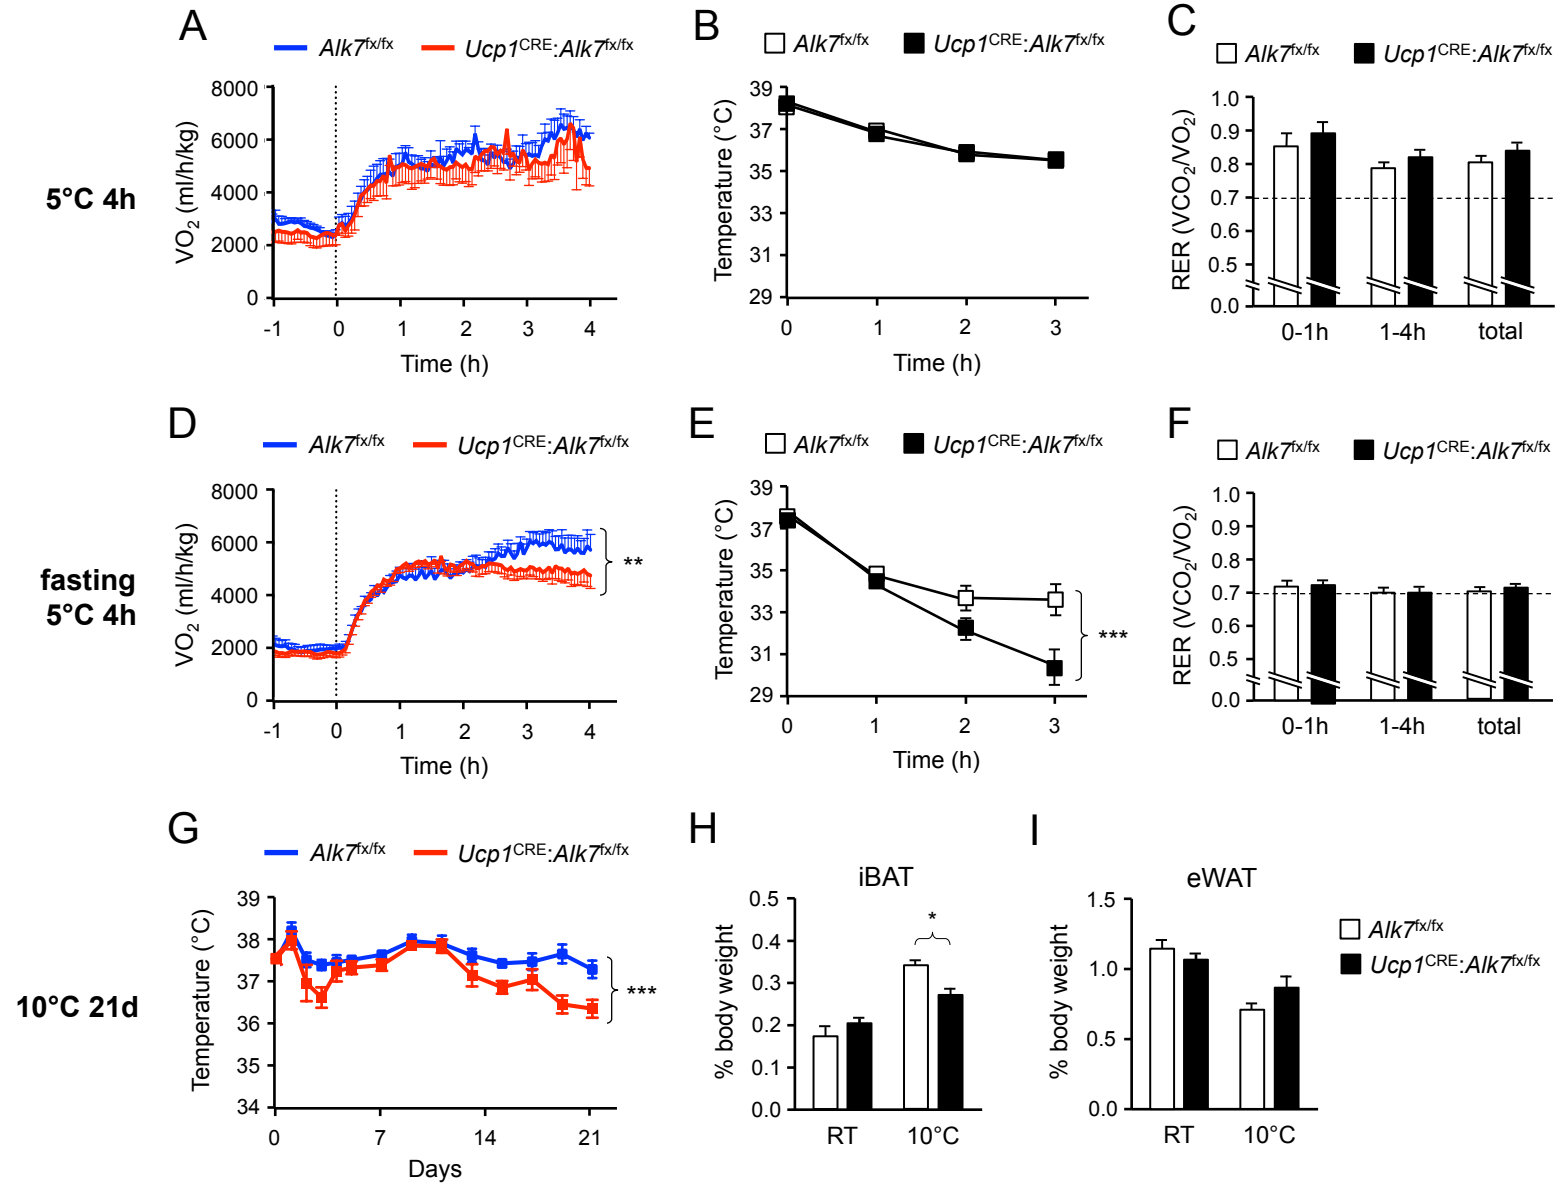 A
Alk7fx/fx
Ucp1CRE:Alk7fx/fx
B
Alk7fx/fx
Ucp1CRE:Alk7fx/fx
C
Alk7fx/fx
Ucp1CRE:Alk7fx/fx
5°C 4h
VO2 (ml/h/kg)
8000
6000
4000
2000
0
-1 0 1 2 3 4
Time (h)
Temperature (°C)
39
37
35
33
31
29
0 1 2 3
Time (h)
RER (VCO2/VO2)
1.0
0.9
0.8
0.7
0.6
0.5
0.0
0-1h 1-4h total
D
Alk7fx/fx
Ucp1CRE:Alk7fx/fx
E
Alk7fx/fx
Ucp1CRE:Alk7fx/fx
F
Alk7fx/fx
Ucp1CRE:Alk7fx/fx
fasting
5°C 4h
VO2 (ml/h/kg)
8000
6000
4000
2000
0
**
-1 0 1 2 3 4
Time (h)
Temperature (°C)
39
37
35
33
31
29
***
0 1 2 3
Time (h)
RER (VCO2/VO2)
1.0
0.9
0.8
0.7
0.6
0.5
0.0
0-1h 1-4h total
G
Alk7fx/fx
Ucp1CRE:Alk7fx/fx
H
I
10°C 21d
Temperature (°C)
39
38
37
36
35
34
***
0 7 14 21
Days
iBAT
% body weight
0.5
0.4
0.3
0.2
0.1
0.0
*
RT 10°C
eWAT
% body weight
1.5
1.0
0.5
0.0
RT 10°C
Alk7fx/fx
Ucp1CRE:Alk7fx/fx